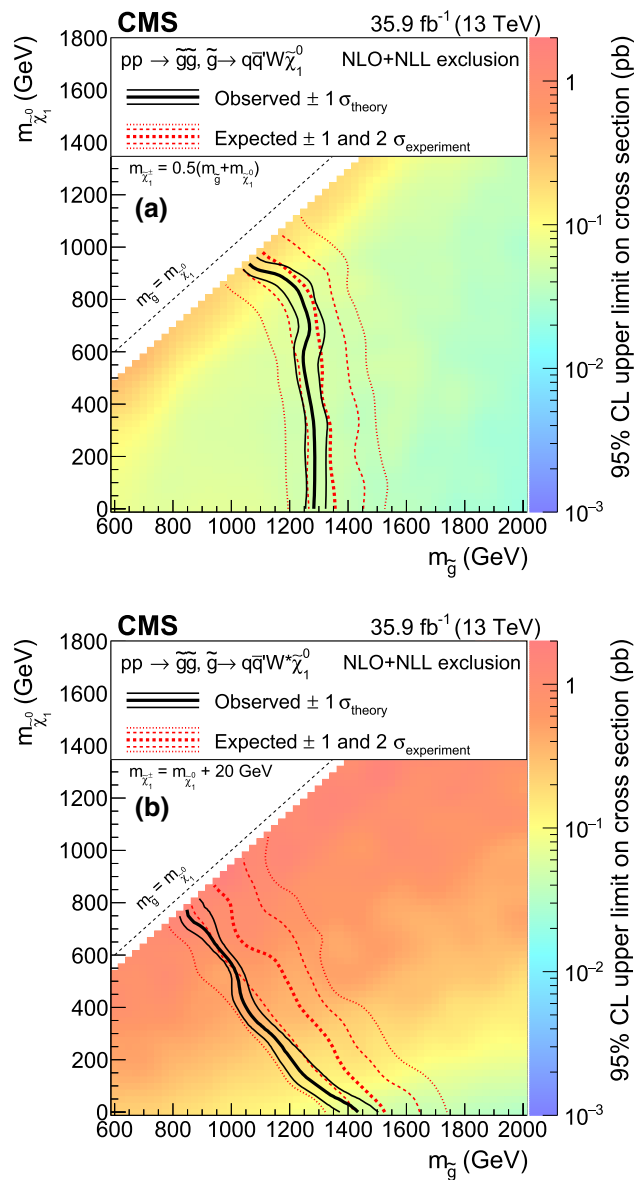 CMS 35.9 fb⁻¹ (13 TeV)
pp → g̃g̃, g̃ → qq̄'Wχ̃₁⁰ NLO+NLL exclusion
Observed ± 1 σ_theory
Expected ± 1 and 2 σ_experiment
m_χ̃₁± = 0.5(m_g̃+m_χ̃₁⁰)
(a)
m_g̃ = m_χ̃₁⁰
m_χ̃₁⁰ (GeV)
1800
1600
1400
1200
1000
800
600
400
200
0
600 800 1000 1200 1400 1600 1800 2000
m_g̃ (GeV)
1
10⁻¹
10⁻²
10⁻³
95% CL upper limit on cross section (pb)
CMS 35.9 fb⁻¹ (13 TeV)
pp → g̃g̃, g̃ → qq̄'W*χ̃₁⁰ NLO+NLL exclusion
Observed ± 1 σ_theory
Expected ± 1 and 2 σ_experiment
m_χ̃₁± = m_χ̃₁⁰ + 20 GeV
(b)
m_g̃ = m_χ̃₁⁰
m_χ̃₁⁰ (GeV)
1800
1600
1400
1200
1000
800
600
400
200
0
600 800 1000 1200 1400 1600 1800 2000
m_g̃ (GeV)
1
10⁻¹
10⁻²
10⁻³
95% CL upper limit on cross section (pb)